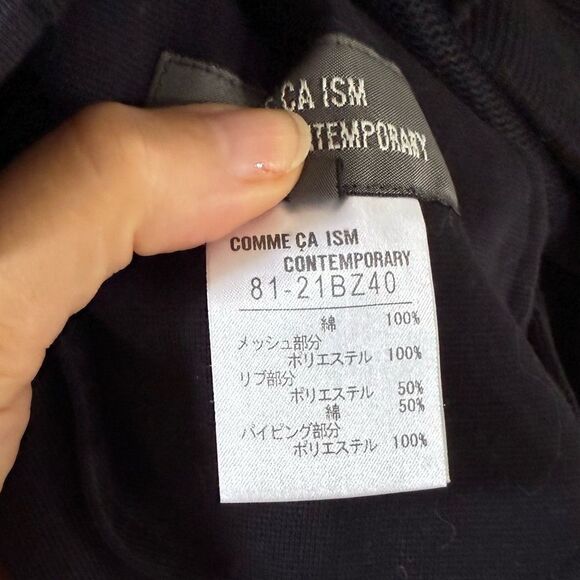 ÇA ISM
NTEMPORARY
COMME ÇA ISM
CONTEMPORARY
81-21BZ40
綿 100%
メッシュ部分
ポリエステル 100%
リブ部分
ポリエステル 50%
綿 50%
パイピング部分
ポリエステル 100%